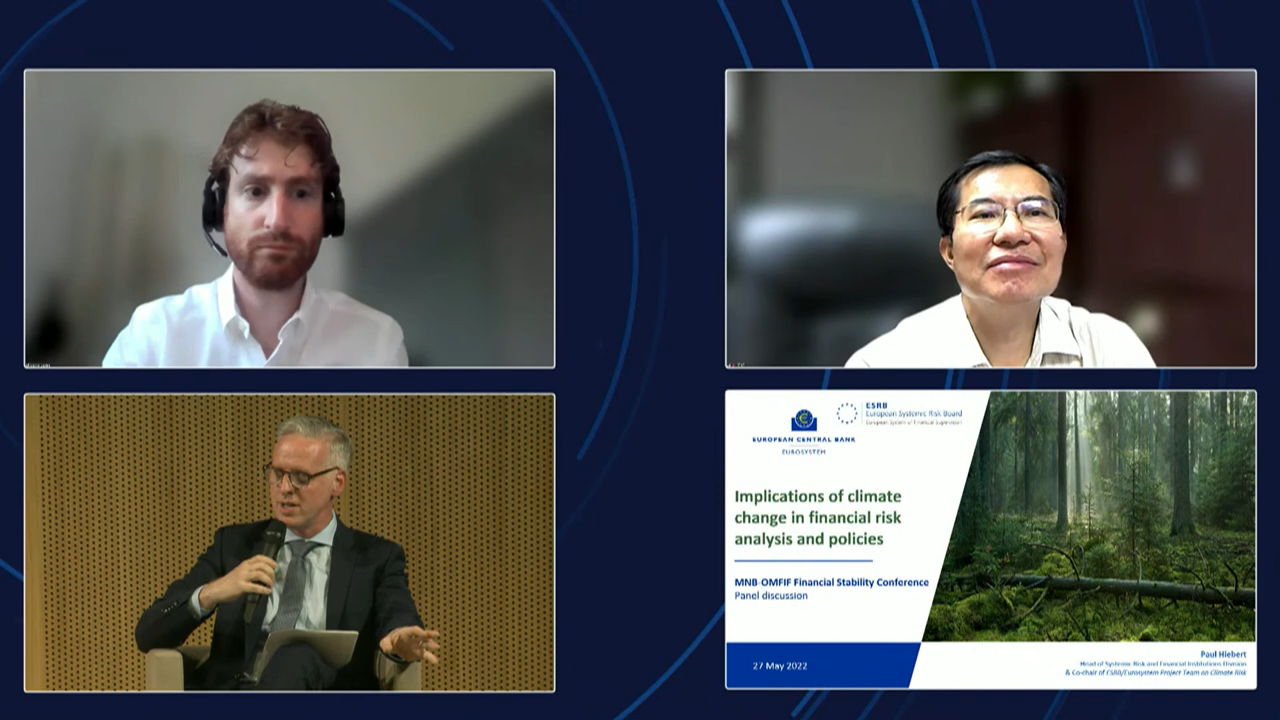 ESRB
European Systemic Risk Board
European System of Financial Supervision
EUROPEAN CENTRAL BANK
EUROSYSTEM
Implications of climate
change in financial risk
analysis and policies
MNB-OMFIF Financial Stability Conference
Panel discussion
27 May 2022
Paul Hiebert
Head of Systemic Risk and Financial Institutions Division
& Co-chair of ESRB/Eurosystem Project Team on Climate Risk